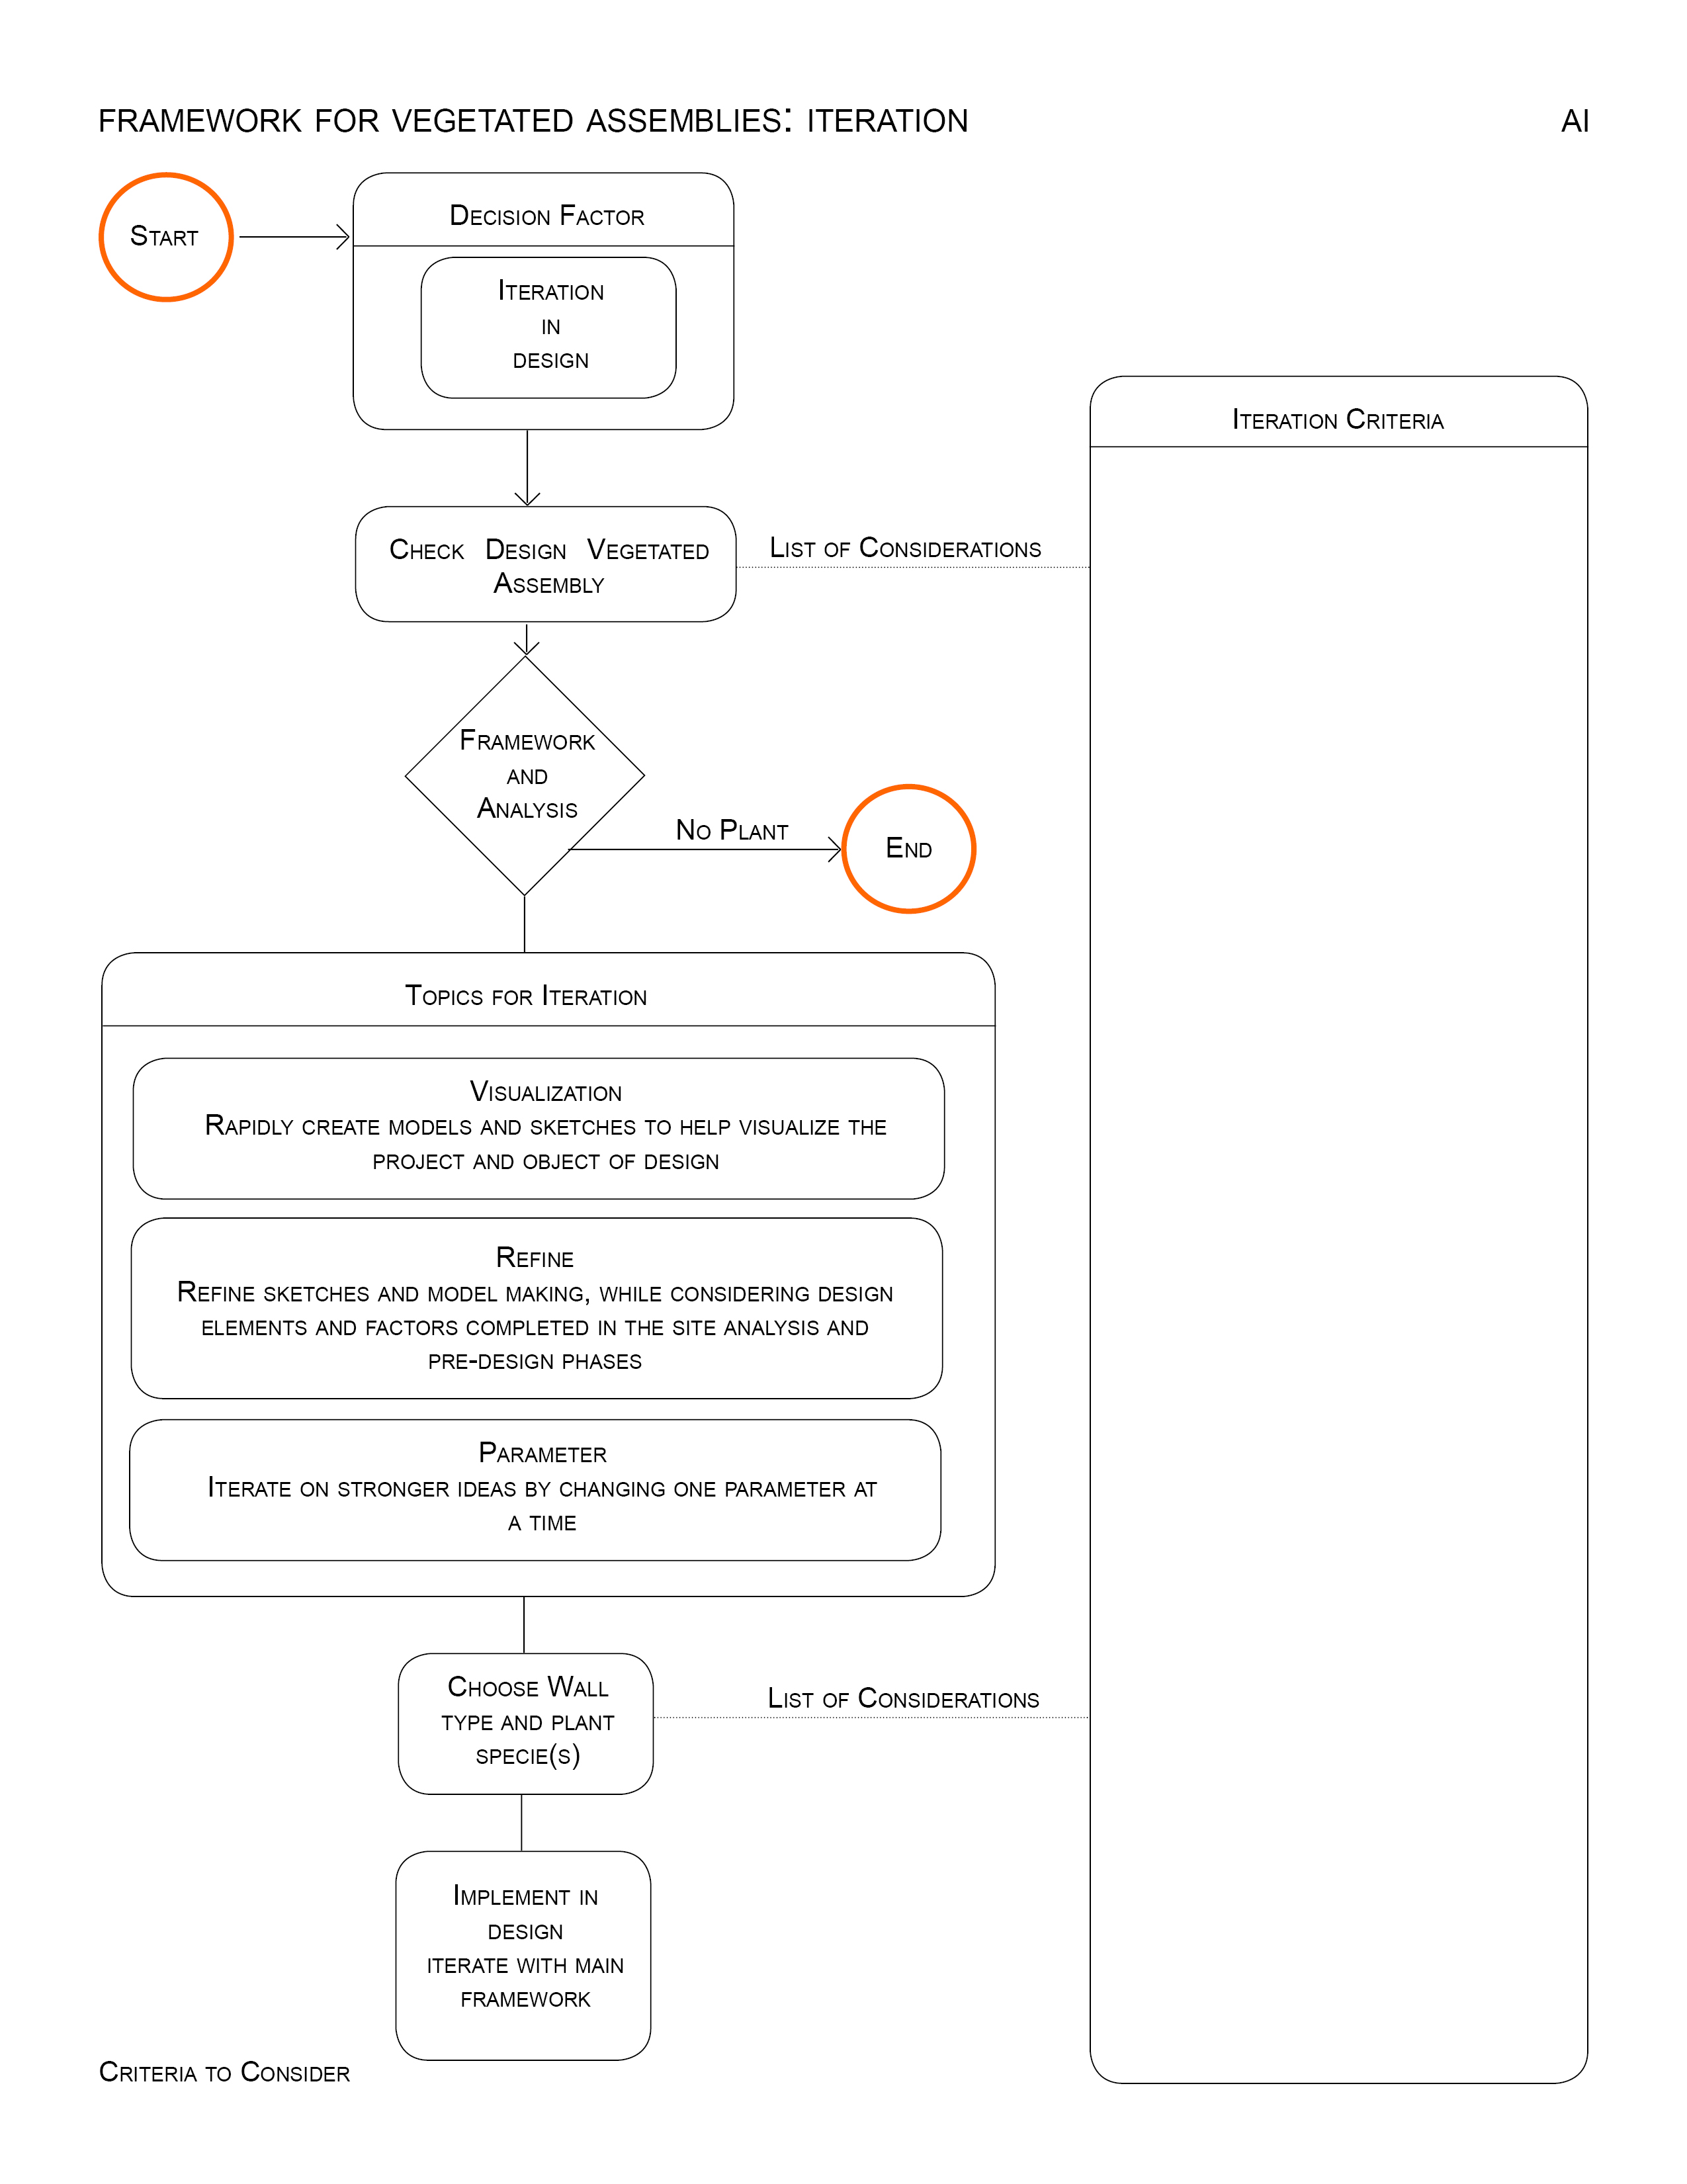 FRAMEWORK FOR VEGETATED ASSEMBLIES: ITERATION
AI
START
DECISION FACTOR
ITERATION
IN
DESIGN
ITERATION CRITERIA
CHECK DESIGN VEGETATED
ASSEMBLY
LIST OF CONSIDERATIONS
FRAMEWORK
AND
ANALYSIS
NO PLANT
END
TOPICS FOR ITERATION
VISUALIZATION
RAPIDLY CREATE MODELS AND SKETCHES TO HELP VISUALIZE THE
PROJECT AND OBJECT OF DESIGN
REFINE
REFINE SKETCHES AND MODEL MAKING, WHILE CONSIDERING DESIGN
ELEMENTS AND FACTORS COMPLETED IN THE SITE ANALYSIS AND
PRE-DESIGN PHASES
PARAMETER
ITERATE ON STRONGER IDEAS BY CHANGING ONE PARAMETER AT
A TIME
CHOOSE WALL
TYPE AND PLANT
SPECIE(S)
LIST OF CONSIDERATIONS
IMPLEMENT IN
DESIGN
ITERATE WITH MAIN
FRAMEWORK
CRITERIA TO CONSIDER